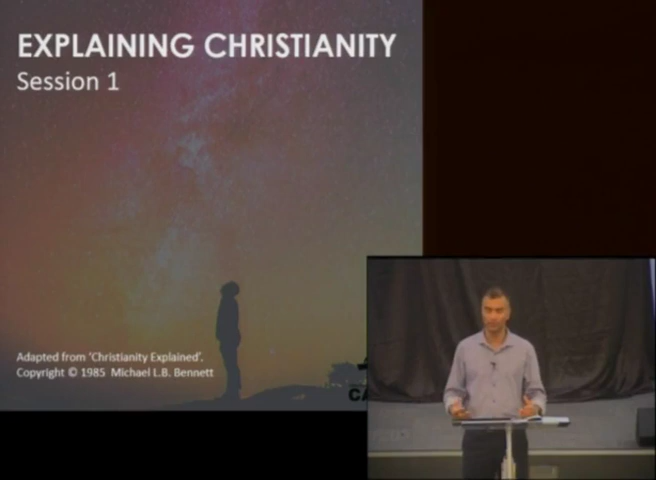 EXPLAINING CHRISTIANITY
Session 1
Adapted from 'Christianity Explained'.
Copyright © 1985 Michael L.B. Bennett